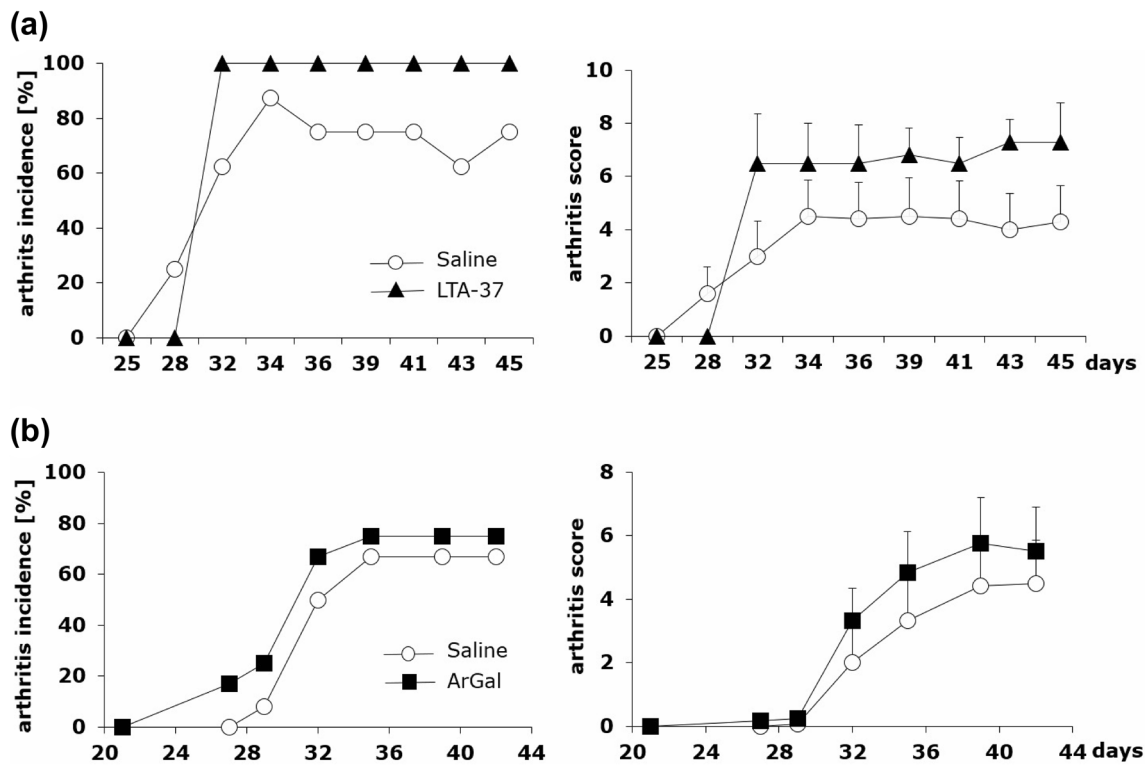 (a)
arthrits incidence [%]
100
80
60
40
20
0
25 28 32 34 36 39 41 43 45
Saline
LTA-37
arthritis score
10
8
6
4
2
0
25 28 32 34 36 39 41 43 45 days
(b)
arthritis incidence [%]
100
80
60
40
20
0
20 24 28 32 36 40 44
Saline
ArGal
arthritis score
8
6
4
2
0
20 24 28 32 36 40 44 days